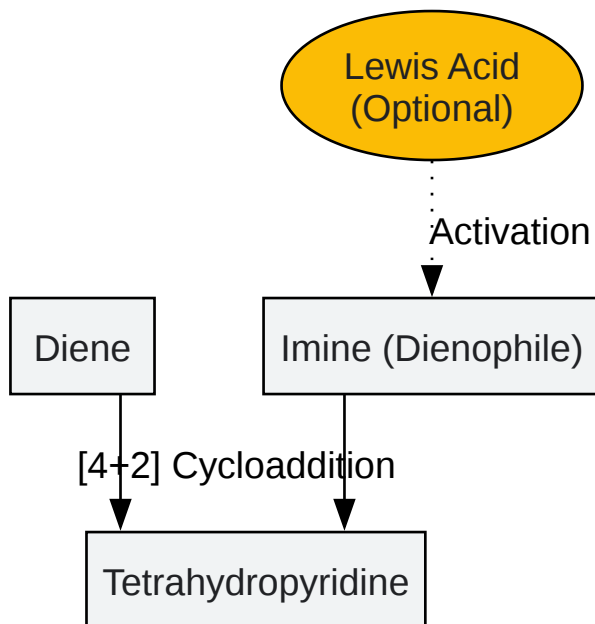 Lewis Acid
(Optional)
Activation
Diene
Imine (Dienophile)
[4+2] Cycloaddition
Tetrahydropyridine